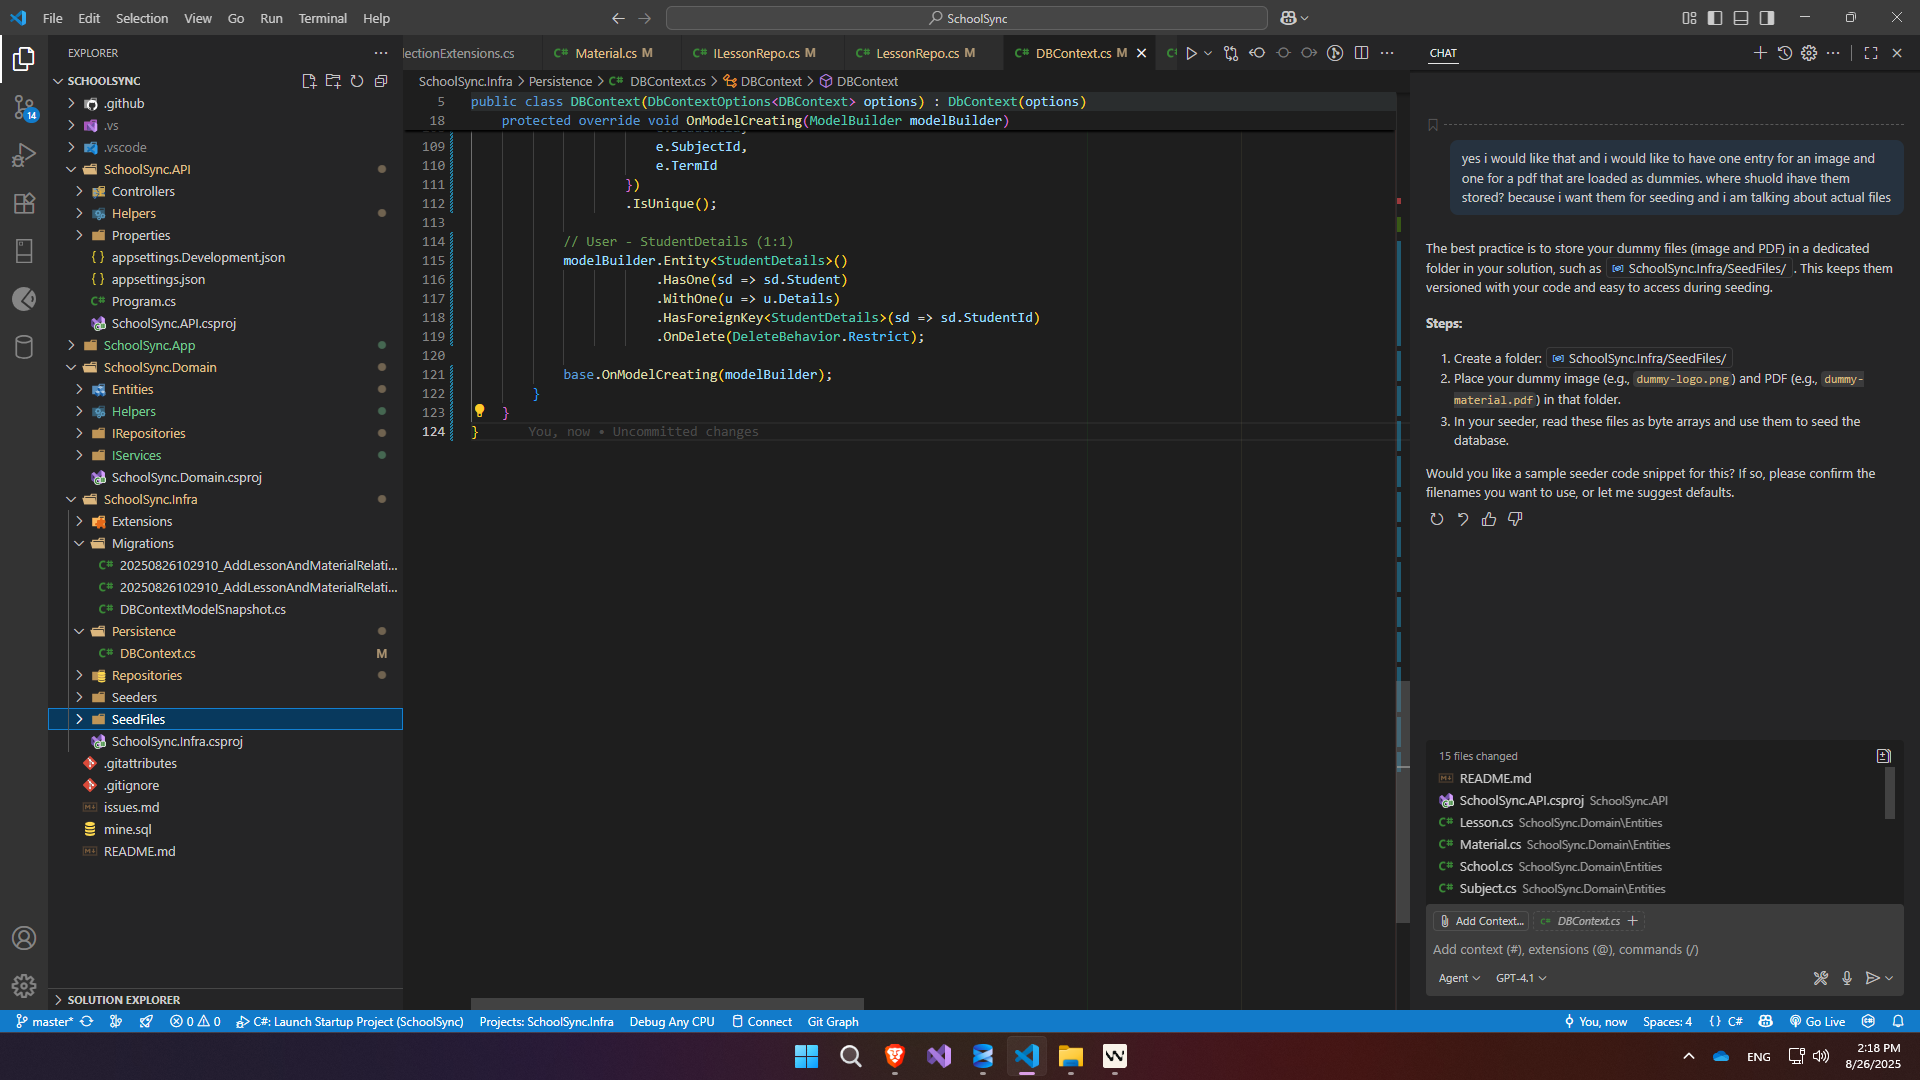 File Edit Selection View Go Run Terminal Help
SchoolSync
EXPLORER
SCHOOLSYNC
.github
.vs
.vscode
SchoolSync.API
Controllers
Helpers
Properties
{ } appsettings.Development.json
{ } appsettings.json
C# Program.cs
SchoolSync.API.csproj
SchoolSync.App
SchoolSync.Domain
Entities
Helpers
IRepositories
IServices
SchoolSync.Domain.csproj
SchoolSync.Infra
Extensions
Migrations
C# 20250826102910_AddLessonAndMaterialRelati...
C# 20250826102910_AddLessonAndMaterialRelati...
C# DBContextModelSnapshot.cs
Persistence
C# DBContext.cs M
Repositories
Seeders
SeedFiles
SchoolSync.Infra.csproj
.gitattributes
.gitignore
issues.md
mine.sql
README.md
SOLUTION EXPLORER
14
lectionExtensions.cs C# Material.cs M C# ILessonRepo.cs M C# LessonRepo.cs M C# DBContext.cs M
SchoolSync.Infra > Persistence > C# DBContext.cs > DBContext > DBContext
5 public class DBContext(DbContextOptions<DBContext> options) : DbContext(options)
18 protected override void OnModelCreating(ModelBuilder modelBuilder)
109 e.SubjectId,
110 e.TermId
111 })
112 .IsUnique();
113
114 // User - StudentDetails (1:1)
115 modelBuilder.Entity<StudentDetails>()
116 .HasOne(sd => sd.Student)
117 .WithOne(u => u.Details)
118 .HasForeignKey<StudentDetails>(sd => sd.StudentId)
119 .OnDelete(DeleteBehavior.Restrict);
120
121 base.OnModelCreating(modelBuilder);
122 }
123 }
124 } You, now • Uncommitted changes
CHAT
yes i would like that and i would like to have one entry for an image and
one for a pdf that are loaded as dummies. where shuold ihave them
stored? because i want them for seeding and i am talking about actual files
The best practice is to store your dummy files (image and PDF) in a dedicated
folder in your solution, such as SchoolSync.Infra/SeedFiles/ . This keeps them
versioned with your code and easy to access during seeding.
Steps:
1. Create a folder: SchoolSync.Infra/SeedFiles/
2. Place your dummy image (e.g., dummy-logo.png) and PDF (e.g., dummy-
material.pdf) in that folder.
3. In your seeder, read these files as byte arrays and use them to seed the
database.
Would you like a sample seeder code snippet for this? If so, please confirm the
filenames you want to use, or let me suggest defaults.
15 files changed
README.md
SchoolSync.API.csproj SchoolSync.API
C# Lesson.cs SchoolSync.Domain\Entities
C# Material.cs SchoolSync.Domain\Entities
C# School.cs SchoolSync.Domain\Entities
C# Subject.cs SchoolSync.Domain\Entities
Add Context... C# DBContext.cs +
Add context (#), extensions (@), commands (/)
Agent GPT-4.1
master* 0 0 C#: Launch Startup Project (SchoolSync) Projects: SchoolSync.Infra Debug Any CPU Connect Git Graph You, now Spaces: 4 { } C# Go Live
ENG
2:18 PM
8/26/2025